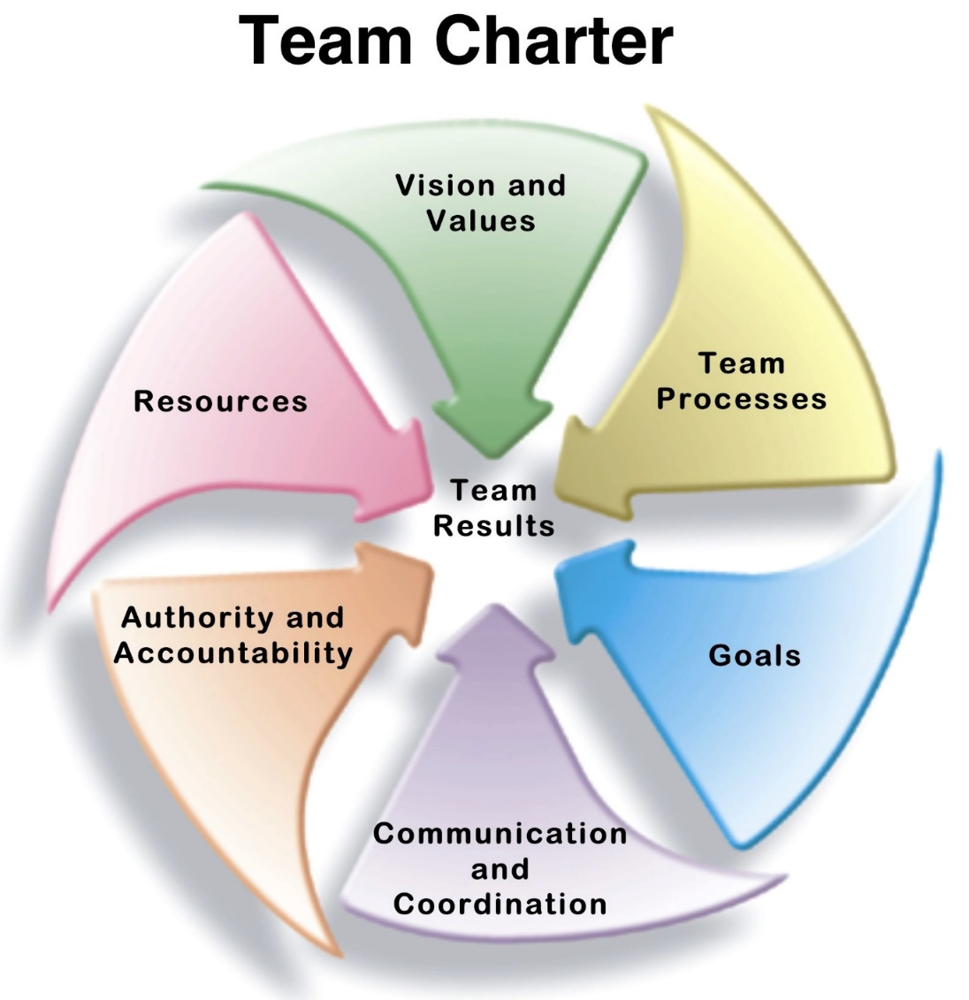 Team Charter
Vision and
Values
Team
Processes
Resources
Team
Results
Authority and
Accountability
Goals
Communication
and
Coordination